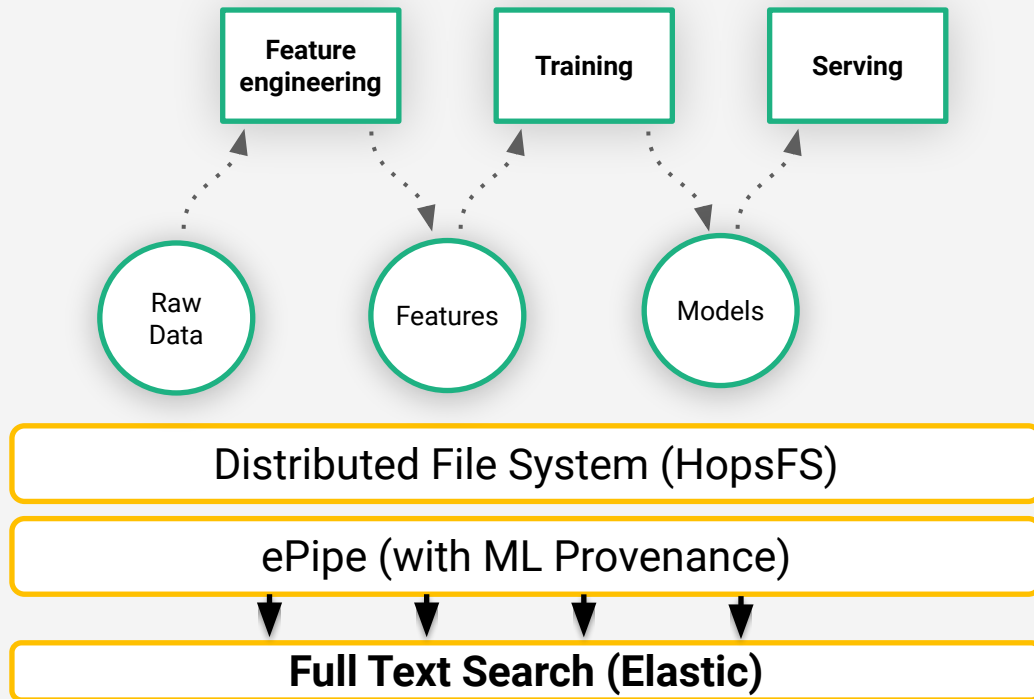 Feature
engineering
Training
Serving
Raw
Data
Features
Models
Distributed File System (HopsFS)
ePipe (with ML Provenance)
Full Text Search (Elastic)